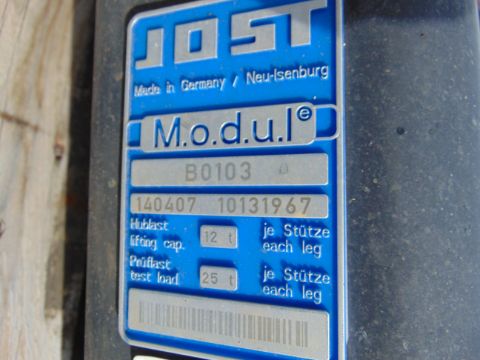 JOST
Made in Germany / Neu-Isenburg
M.o.d.u.l e
B0103
140407 10131967
Hublast 12 t je Stütze
lifting cap. each leg
Prüflast 25 t je Stütze
test load each leg